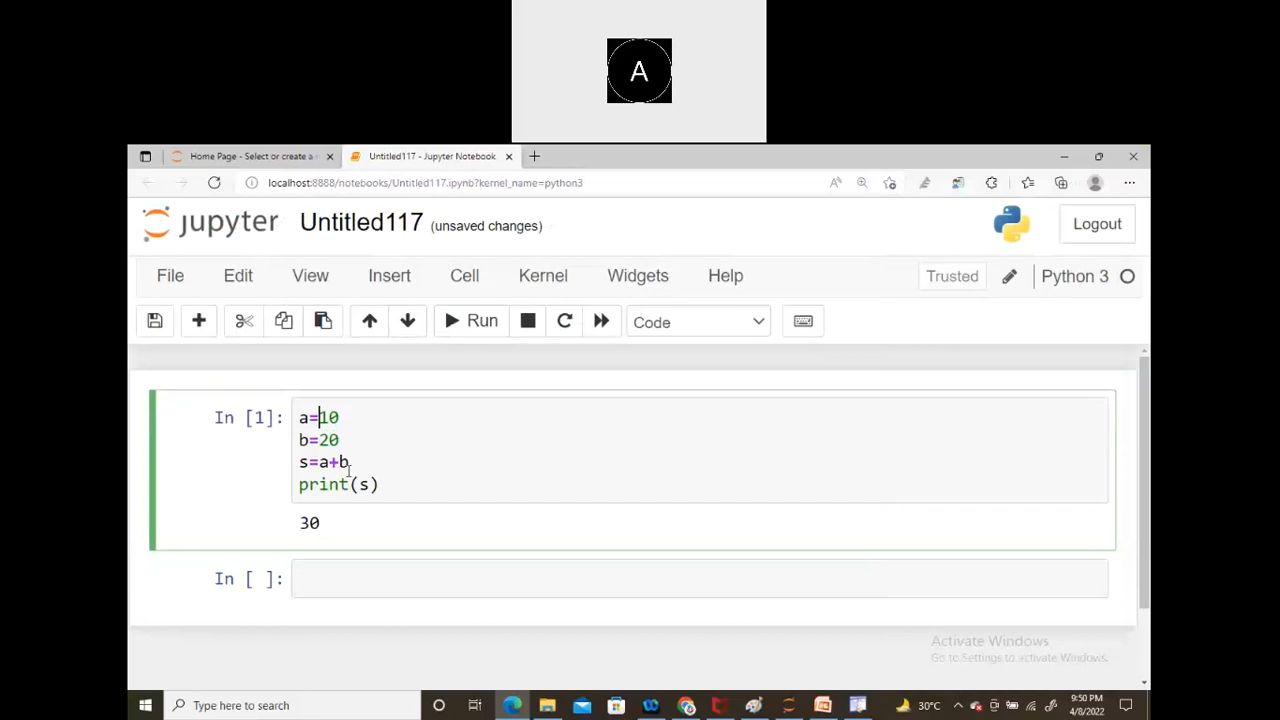 A
Home Page - Select or create a n
Untitled117 - Jupyter Notebook
localhost:8888/notebooks/Untitled117.ipynb?kernel_name=python3
jupyter Untitled117 (unsaved changes)
Logout
File Edit View Insert Cell Kernel Widgets Help Trusted Python 3
Run Code
In [1]: a=10
b=20
s=a+b
print(s)
30
In [ ]:
Activate Windows
Go to Settings to activate Windows.
Type here to search
30°C
9:50 PM
4/8/2022